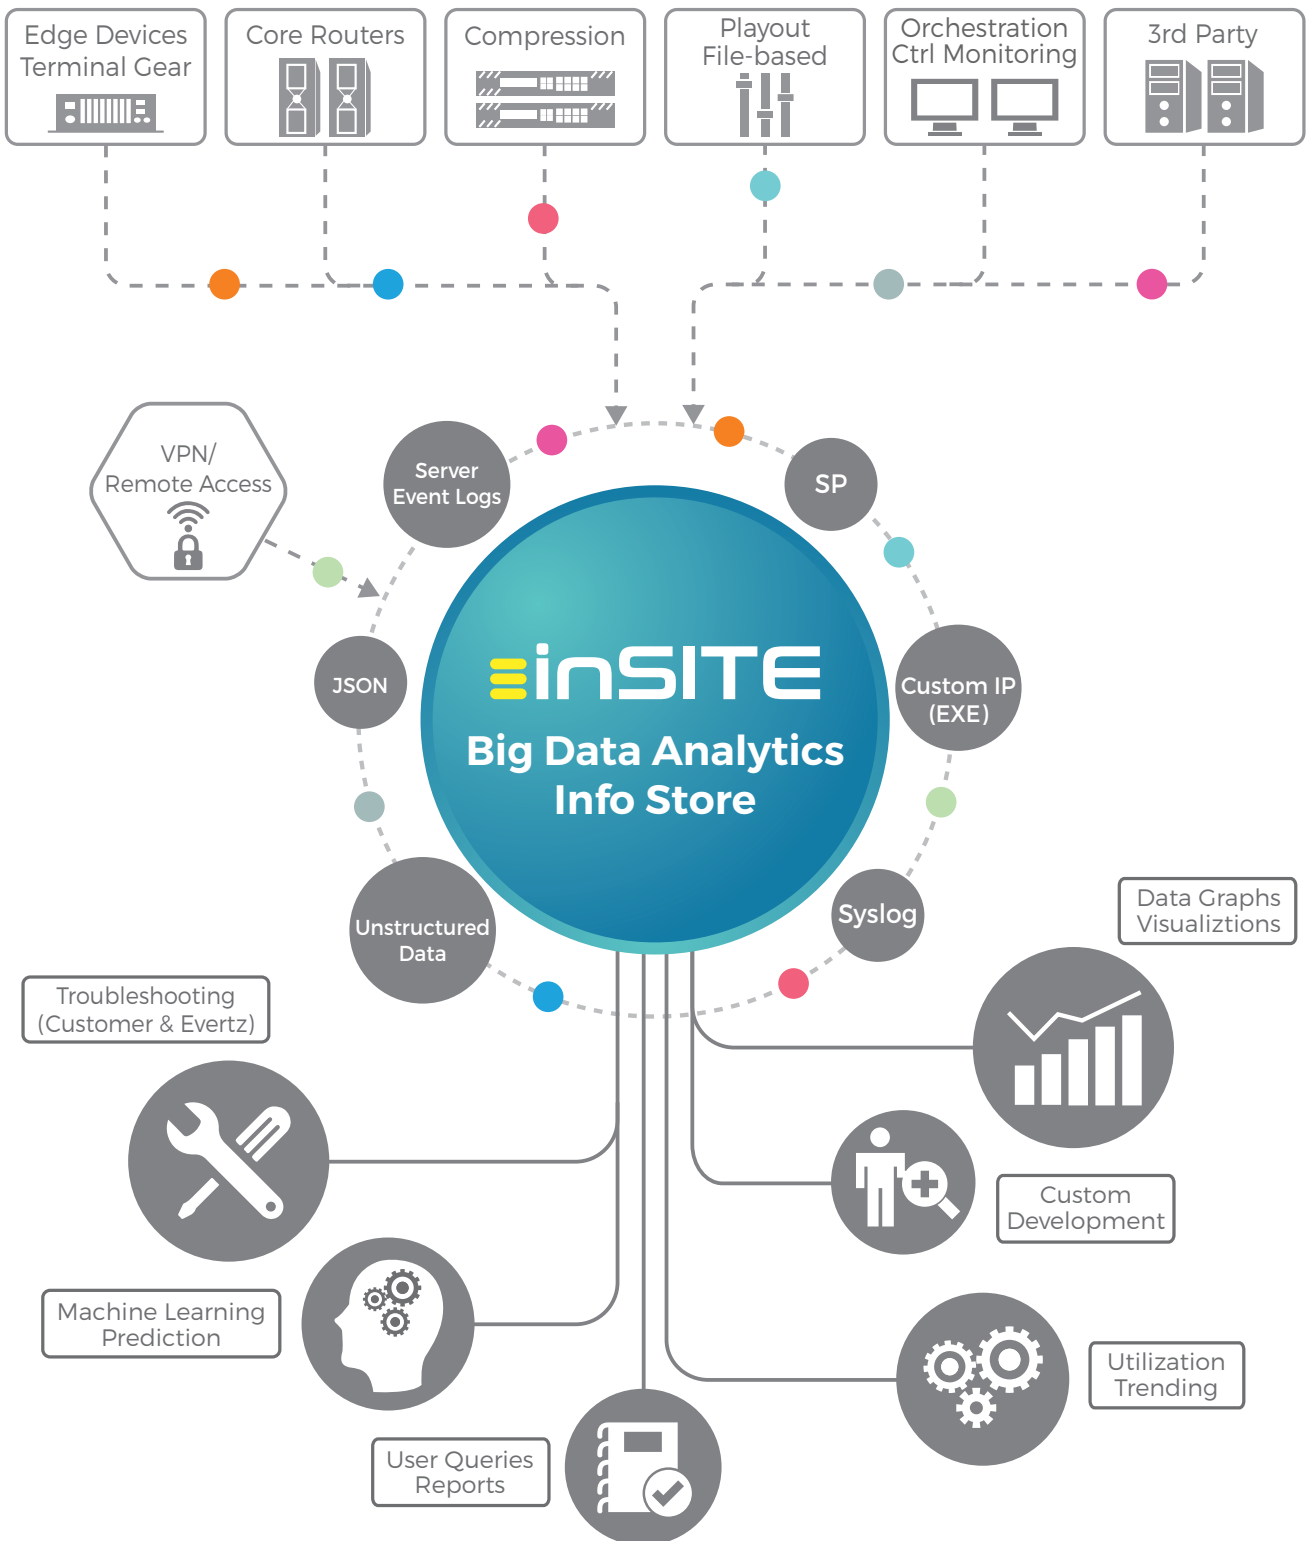 Edge Devices
Terminal Gear
Core Routers
Compression
Playout
File-based
Orchestration
Ctrl Monitoring
3rd Party
VPN/
Remote Access
Server
Event Logs
SP
JSON
inSITE
Big Data Analytics
Info Store
Custom IP
(EXE)
Unstructured
Data
Syslog
Data Graphs
Visualiztions
Troubleshooting
(Customer & Evertz)
Custom
Development
Machine Learning
Prediction
Utilization
Trending
User Queries
Reports